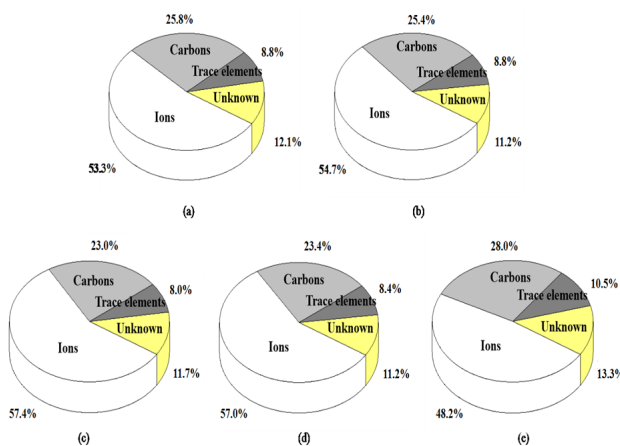 25.8%
Carbons
8.8%
Trace elements
Unknown
Ions
12.1%
53.3%
(a)
25.4%
Carbons
8.8%
Trace elements
Unknown
Ions
11.2%
54.7%
(b)
23.0%
Carbons
8.0%
Trace elements
Unknown
Ions
11.7%
57.4%
(c)
23.4%
Carbons
8.4%
Trace elements
Unknown
Ions
11.2%
57.0%
(d)
28.0%
Carbons
10.5%
Trace elements
Unknown
Ions
13.3%
48.2%
(e)